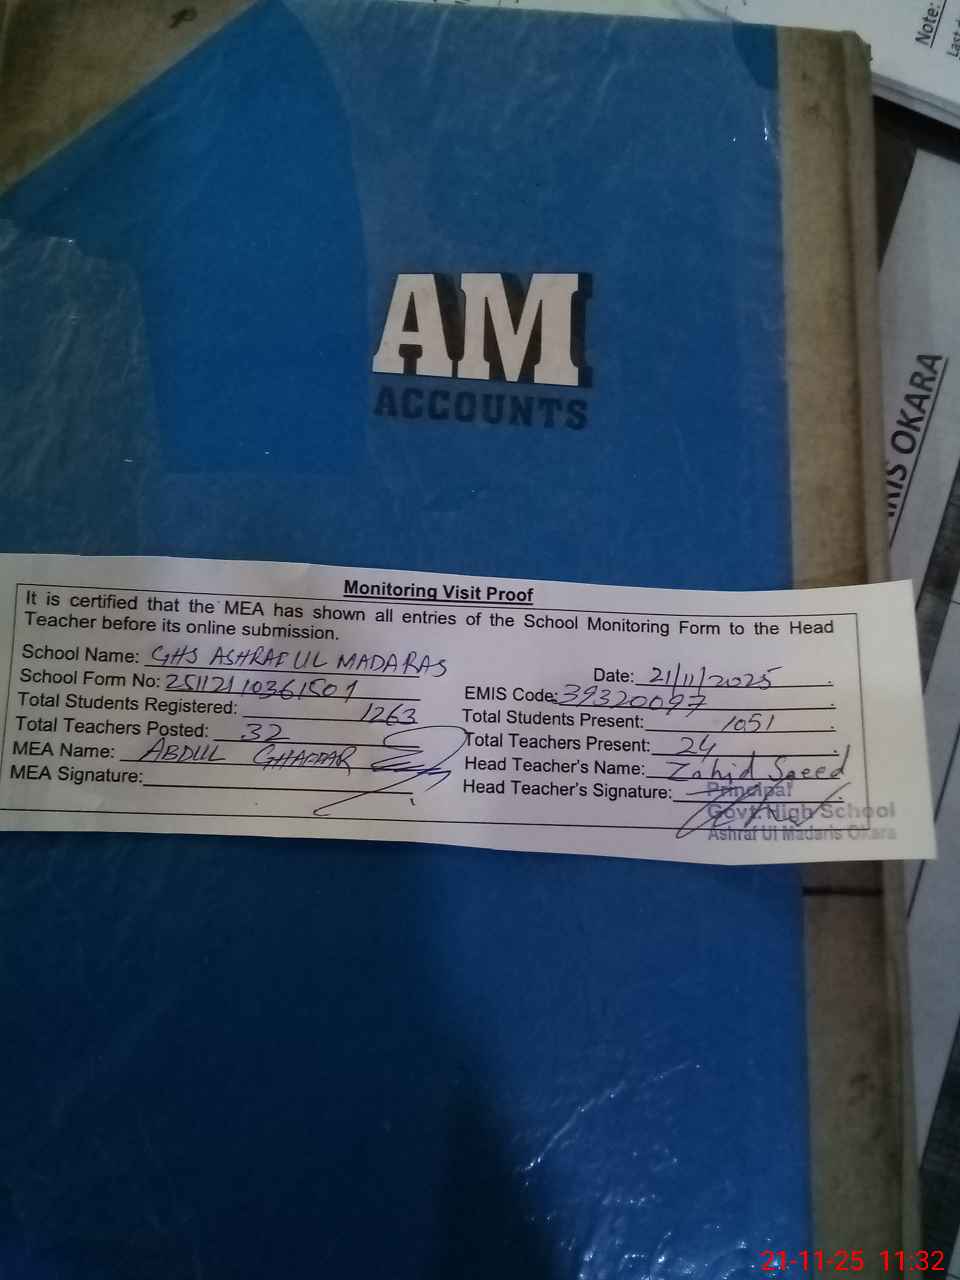 Note:
Last d
ARIS OKARA
AM
ACCOUNTS
Monitoring Visit Proof
It is certified that the MEA has shown all entries of the School Monitoring Form to the Head
Teacher before its online submission.
School Name: GHS ASHRAF UL MADARAS
Date: 21/11/2025
School Form No: 25112110361501
EMIS Code: 39320097
Total Students Registered: 1263
Total Students Present: 1051
Total Teachers Posted: 32
Total Teachers Present: 24
MEA Name: ABDUL GHAFFAR
Head Teacher's Name: Zahid Saeed
MEA Signature:
Head Teacher's Signature:
Principal
Govt. High School
Ashraf Ul Madaris Okara
21-11-25 11:32